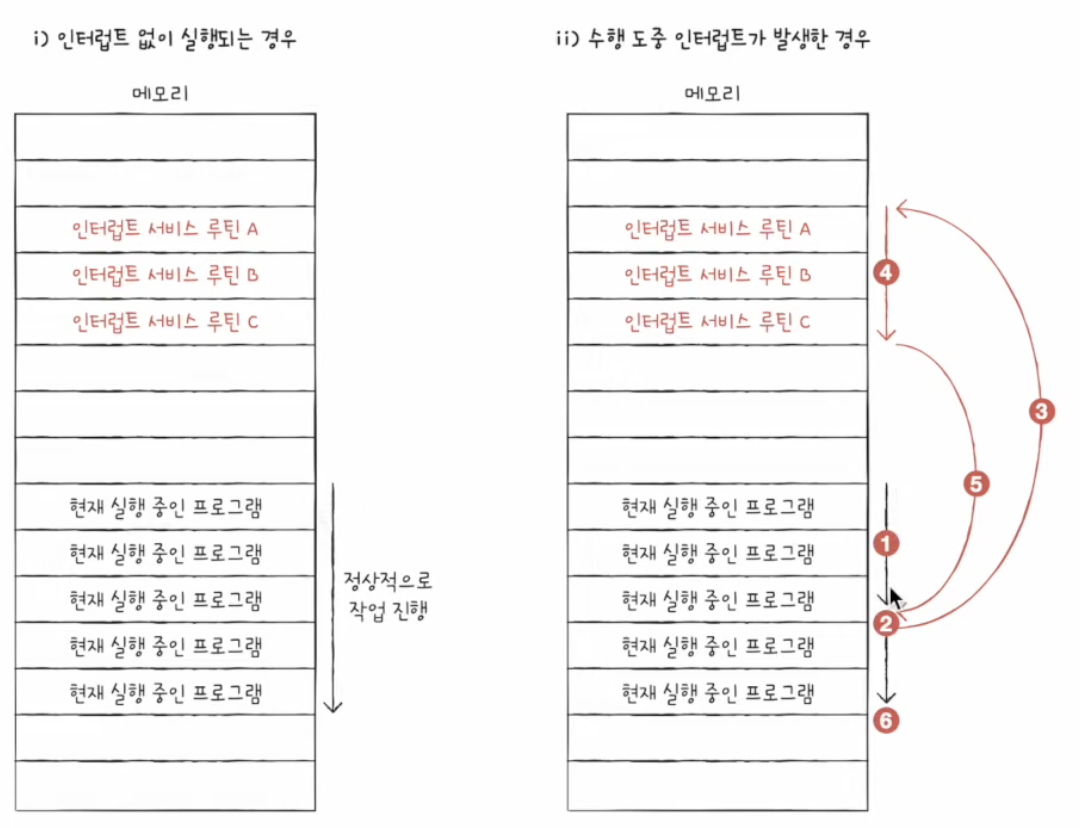 i) 인터럽트 없이 실행되는 경우
메모리
인터럽트 서비스 루틴 A
인터럽트 서비스 루틴 B
인터럽트 서비스 루틴 C
현재 실행 중인 프로그램
현재 실행 중인 프로그램
현재 실행 중인 프로그램
현재 실행 중인 프로그램
현재 실행 중인 프로그램
정상적으로
작업 진행
ii) 수행 도중 인터럽트가 발생한 경우
메모리
인터럽트 서비스 루틴 A
인터럽트 서비스 루틴 B
인터럽트 서비스 루틴 C
현재 실행 중인 프로그램
현재 실행 중인 프로그램
현재 실행 중인 프로그램
현재 실행 중인 프로그램
현재 실행 중인 프로그램
4
3
5
1
2
6